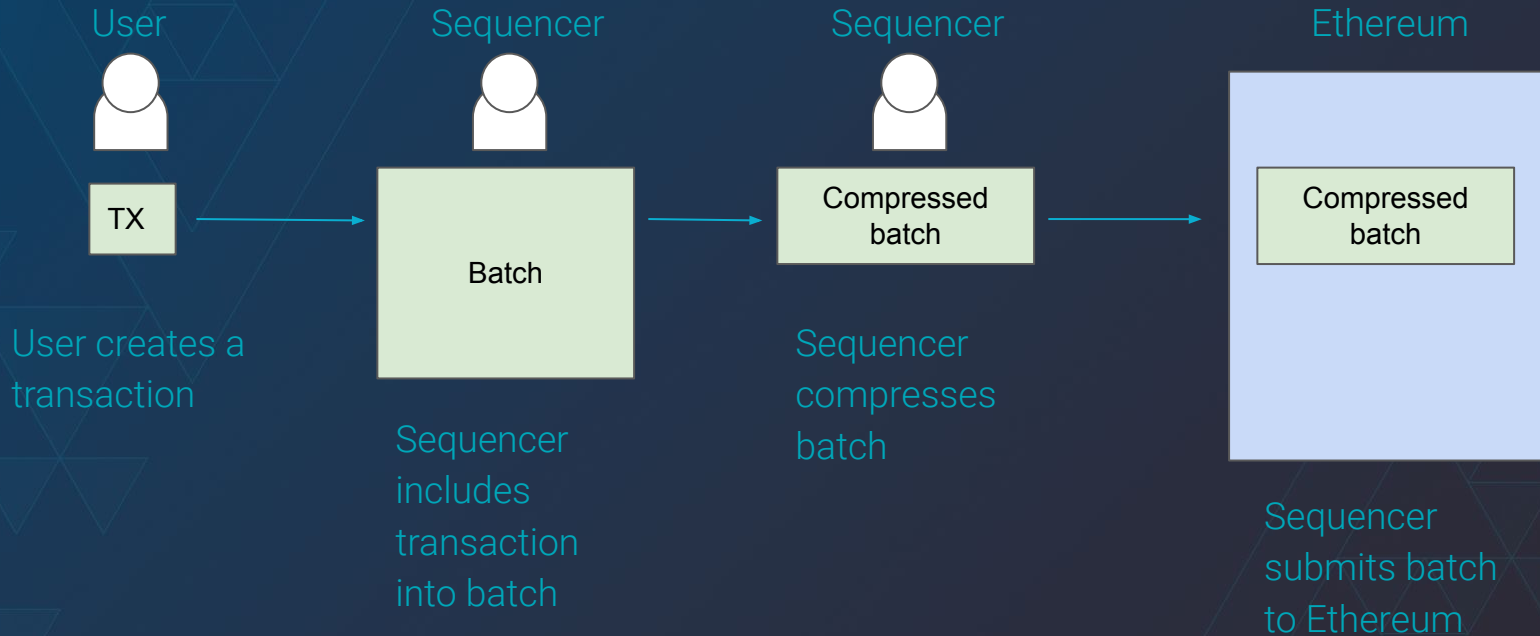 User
Sequencer
Sequencer
Ethereum
TX
Batch
Compressed
batch
Compressed
batch
User creates a
transaction
Sequencer
includes
transaction
into batch
Sequencer
compresses
batch
Sequencer
submits batch
to Ethereum